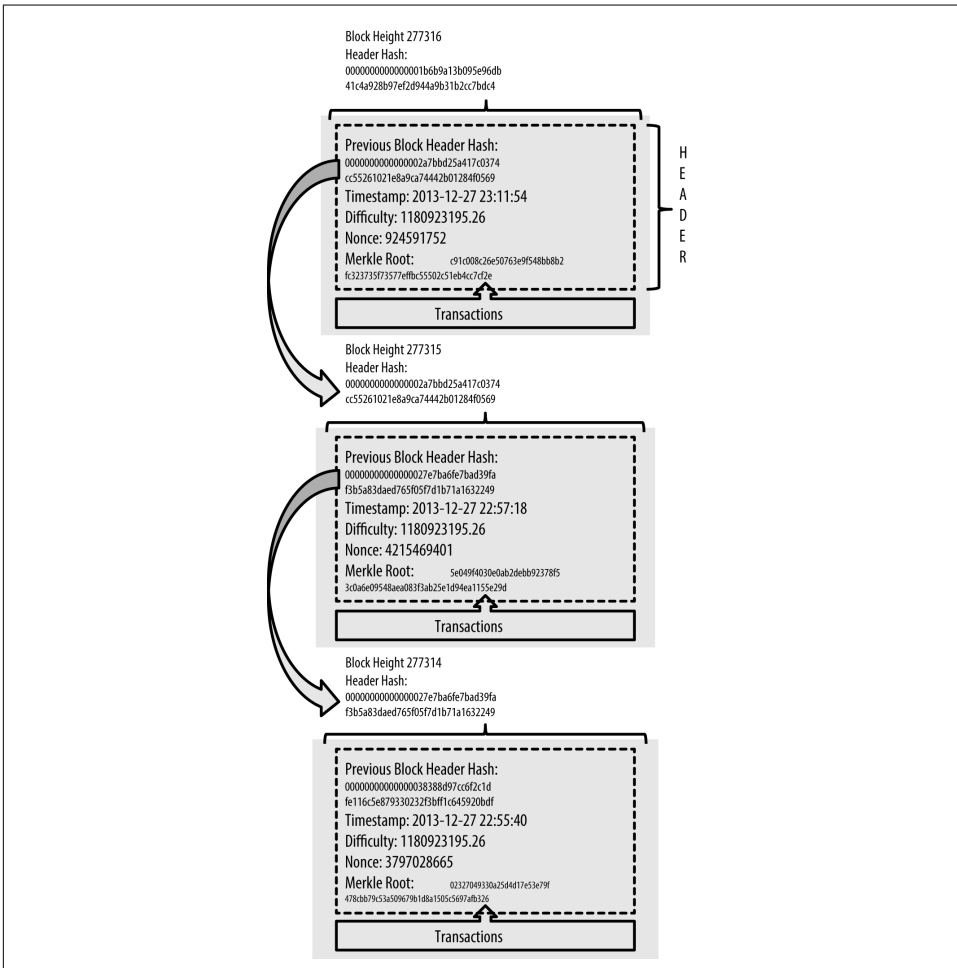 Block Height 277316
Header Hash:
0000000000000001b6b9a13b095e96db
41c4a928b97ef2d944a9b31b2cc7bdc4
Previous Block Header Hash:
0000000000000002a7bbd25a417c0374
cc55261021e8a9ca74442b01284f0569
Timestamp: 2013-12-27 23:11:54
Difficulty: 1180923195.26
Nonce: 924591752
Merkle Root: c91c008c26e50763e9f548bb8b2
fc323735f73577effbc55502c51eb4cc7cf2e
Transactions
HEADER
Block Height 277315
Header Hash:
0000000000000002a7bbd25a417c0374
cc55261021e8a9ca74442b01284f0569
Previous Block Header Hash:
00000000000000027e7ba6fe7bad39fa
f3b5a83daed765f05f7d1b71a1632249
Timestamp: 2013-12-27 22:57:18
Difficulty: 1180923195.26
Nonce: 4215469401
Merkle Root: 5e049f4030e0ab2debb92378f5
3c0a6e09548aea083f3ab25e1d94ea1155e29d
Transactions
Block Height 277314
Header Hash:
00000000000000027e7ba6fe7bad39fa
f3b5a83daed765f05f7d1b71a1632249
Previous Block Header Hash:
00000000000000038388d97cc6f2c1d
fe116c5e879330232f3bff1c645920bdf
Timestamp: 2013-12-27 22:55:40
Difficulty: 1180923195.26
Nonce: 3797028665
Merkle Root: 02327049330a25d4d17e53e79f
478cbb79c53a509679b1d8a1505c5697afb326
Transactions